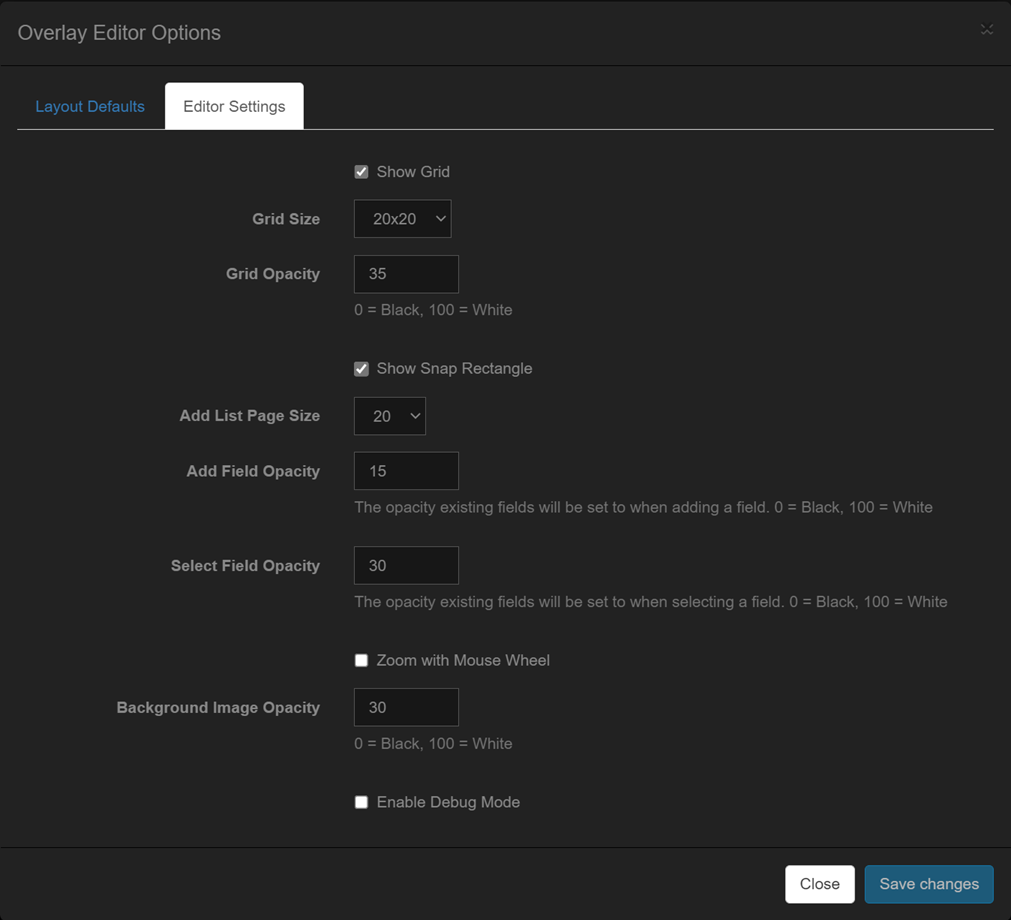 Overlay Editor Options
Layout Defaults
Editor Settings
Show Grid
Grid Size
20x20
Grid Opacity
35
0 = Black, 100 = White
Show Snap Rectangle
Add List Page Size
20
Add Field Opacity
15
The opacity existing fields will be set to when adding a field. 0 = Black, 100 = White
Select Field Opacity
30
The opacity existing fields will be set to when selecting a field. 0 = Black, 100 = White
Zoom with Mouse Wheel
Background Image Opacity
30
0 = Black, 100 = White
Enable Debug Mode
Close
Save changes